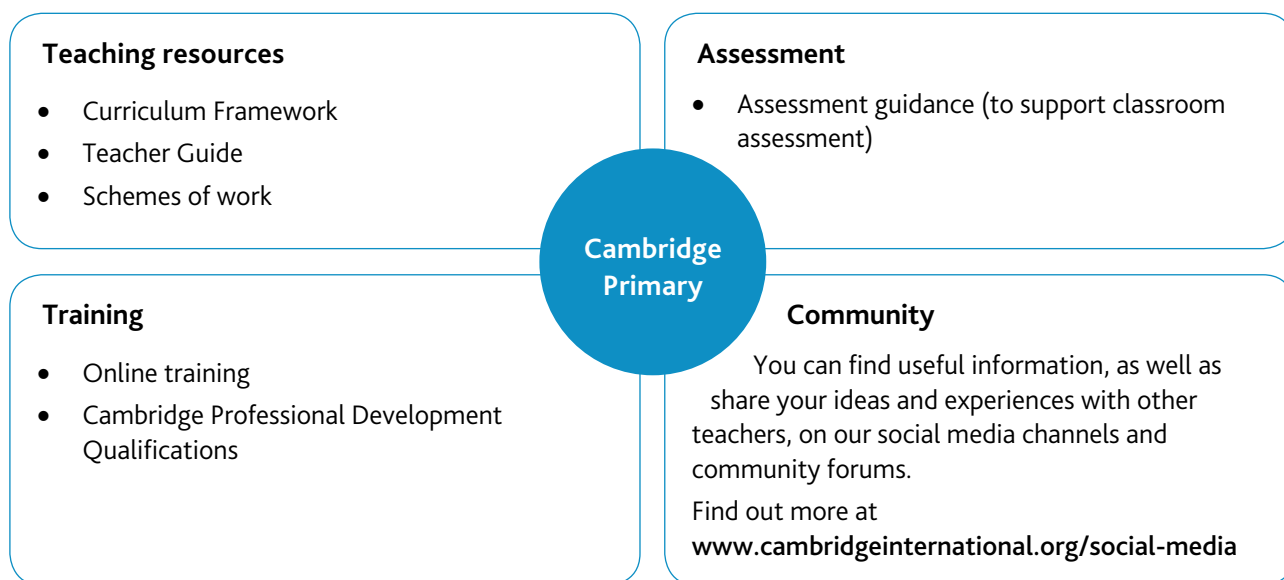 Teaching resources
• Curriculum Framework
• Teacher Guide
• Schemes of work
Assessment
• Assessment guidance (to support classroom
assessment)
Cambridge
Primary
Training
• Online training
• Cambridge Professional Development
Qualifications
Community
You can find useful information, as well as
share your ideas and experiences with other
teachers, on our social media channels and
community forums.
Find out more at
www.cambridgeinternational.org/social-media